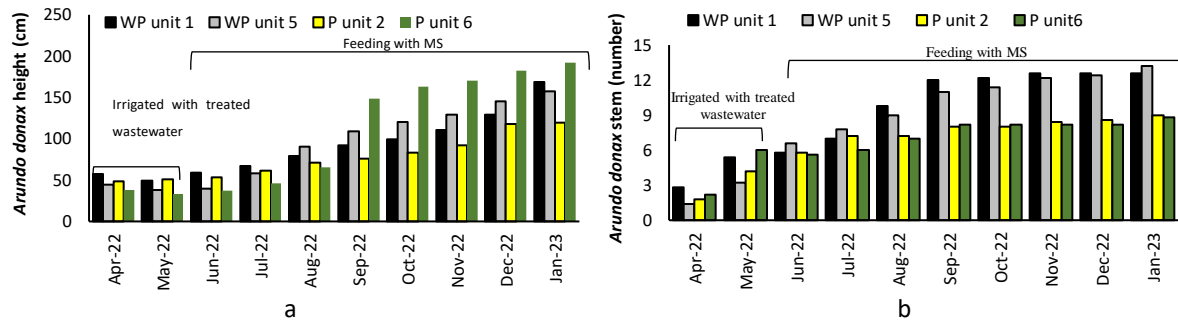 WP unit 1 WP unit 5 P unit 2 P unit 6
Arundo donax height (cm)
250
200
150
100
50
0
Feeding with MS
Irrigated with treated
wastewater
Apr-22
May-22
Jun-22
Jul-22
Aug-22
Sep-22
Oct-22
Nov-22
Dec-22
Jan-23
a
WP unit 1 WP unit 5 P unit 2 P unit6
Arundo donax stem (number)
15
12
9
6
3
0
Feeding with MS
Irrigated with treated
wastewater
Apr-22
May-22
Jun-22
Jul-22
Aug-22
Sep-22
Oct-22
Nov-22
Dec-22
Jan-23
b